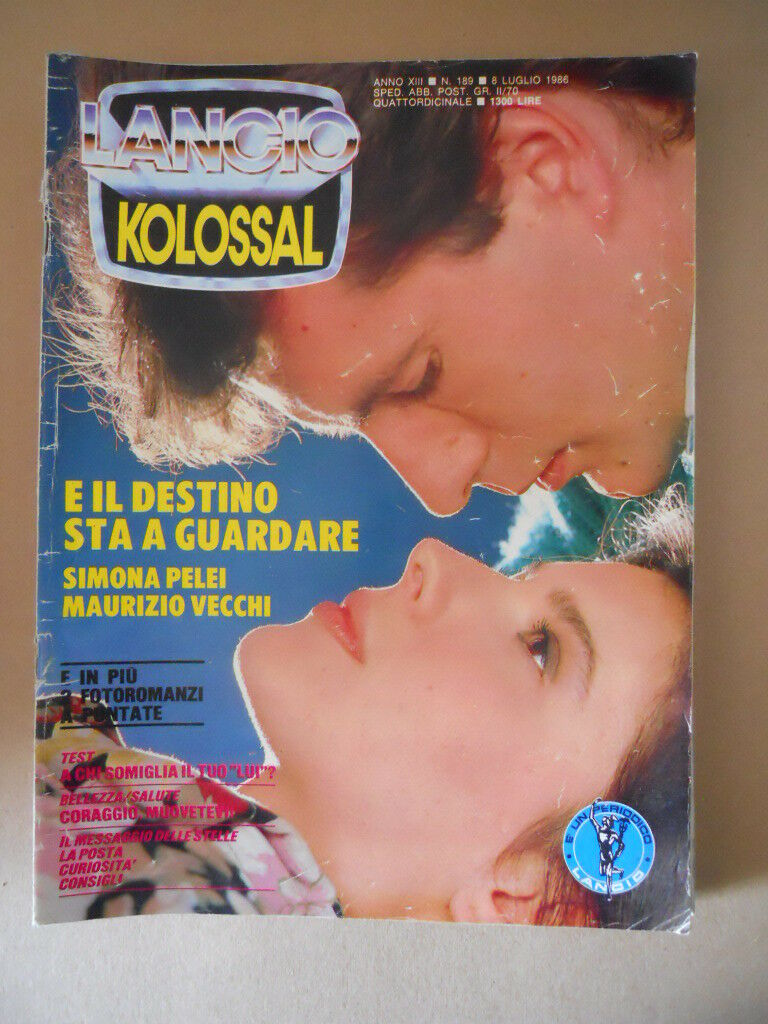 ANNO XIII ■ N. 189 ■ 8 LUGLIO 1986
SPED. ABB. POST. GR. II/70
QUATTORDICINALE ■ 1300 LIRE
LANCIO
KOLOSSAL
E IL DESTINO
STA A GUARDARE
SIMONA PELEI
MAURIZIO VECCHI
E IN PIÙ
FOTOROMANZI
A PUNTATE
TEST
A CHI SOMIGLIA IL TUO "LUI"?
BELLEZZA/SALUTE
CORAGGIO, MUOVETEVI!
IL MESSAGGIO DELLE STELLE
LA POSTA
CURIOSITA'
CONSIGLI
È UN PERIODICO
LANCIO